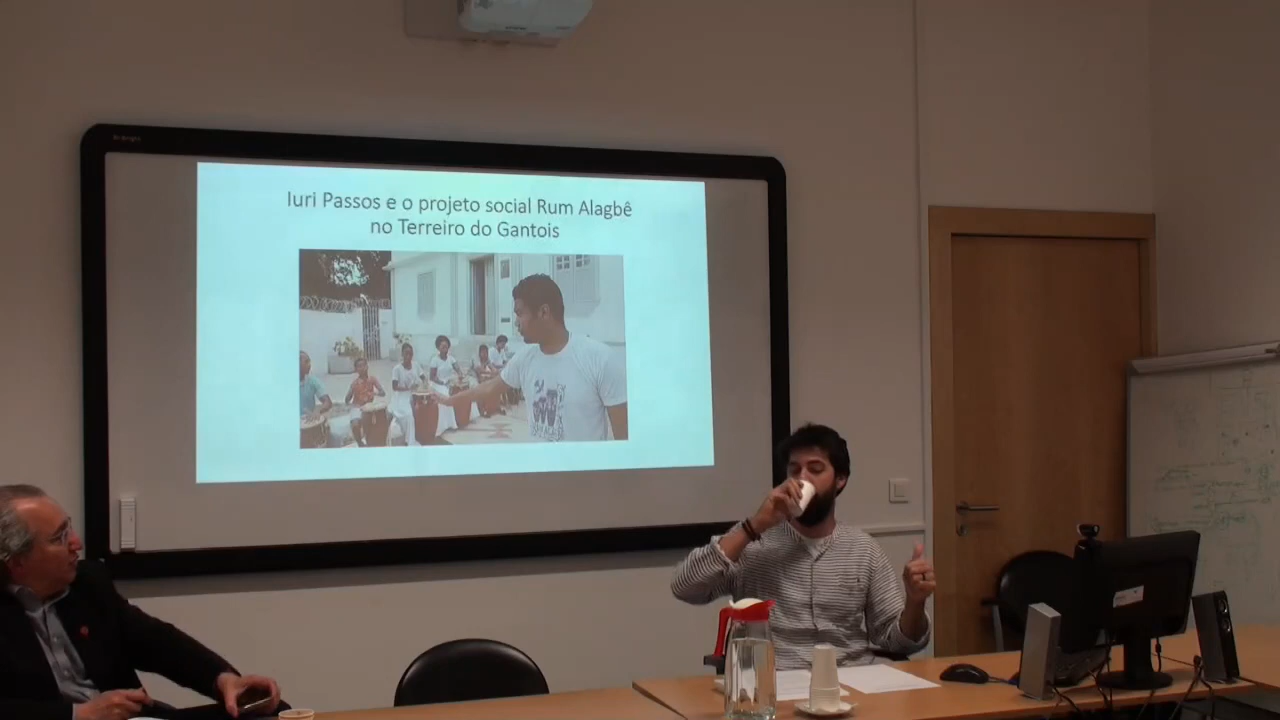 Iuri Passos e o projeto social Rum Alagbê
no Terreiro do Gantois